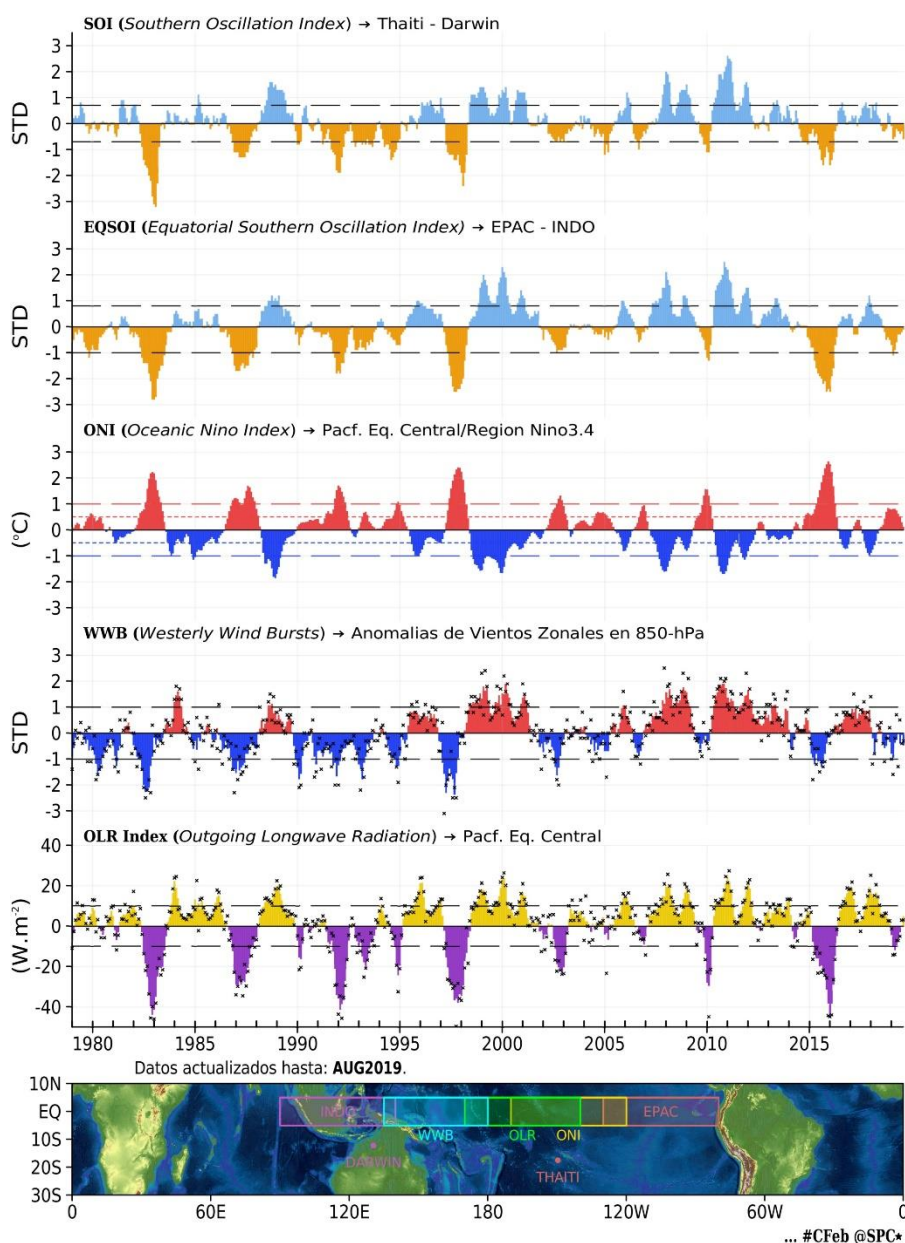 SOI (Southern Oscillation Index) → Thaiti - Darwin
3
2
1
0
-1
-2
-3
STD
EQSOI (Equatorial Southern Oscillation Index) → EPAC - INDO
3
2
1
0
-1
-2
-3
STD
ONI (Oceanic Nino Index) → Pacf. Eq. Central/Region Nino3.4
3
2
1
0
-1
-2
-3
(°C)
WWB (Westerly Wind Bursts) → Anomalias de Vientos Zonales en 850-hPa
3
2
1
0
-1
-2
-3
STD
OLR Index (Outgoing Longwave Radiation) → Pacf. Eq. Central
40
20
0
-20
-40
(W.m⁻²)
1980 1985 1990 1995 2000 2005 2010 2015
Datos actualizados hasta: AUG2019.
10N
EQ
10S
20S
30S
INDO EPAC
WWB OLR ONI
DARWIN THAITI
0 60E 120E 180 120W 60W 0
... #CFeb @SPC★